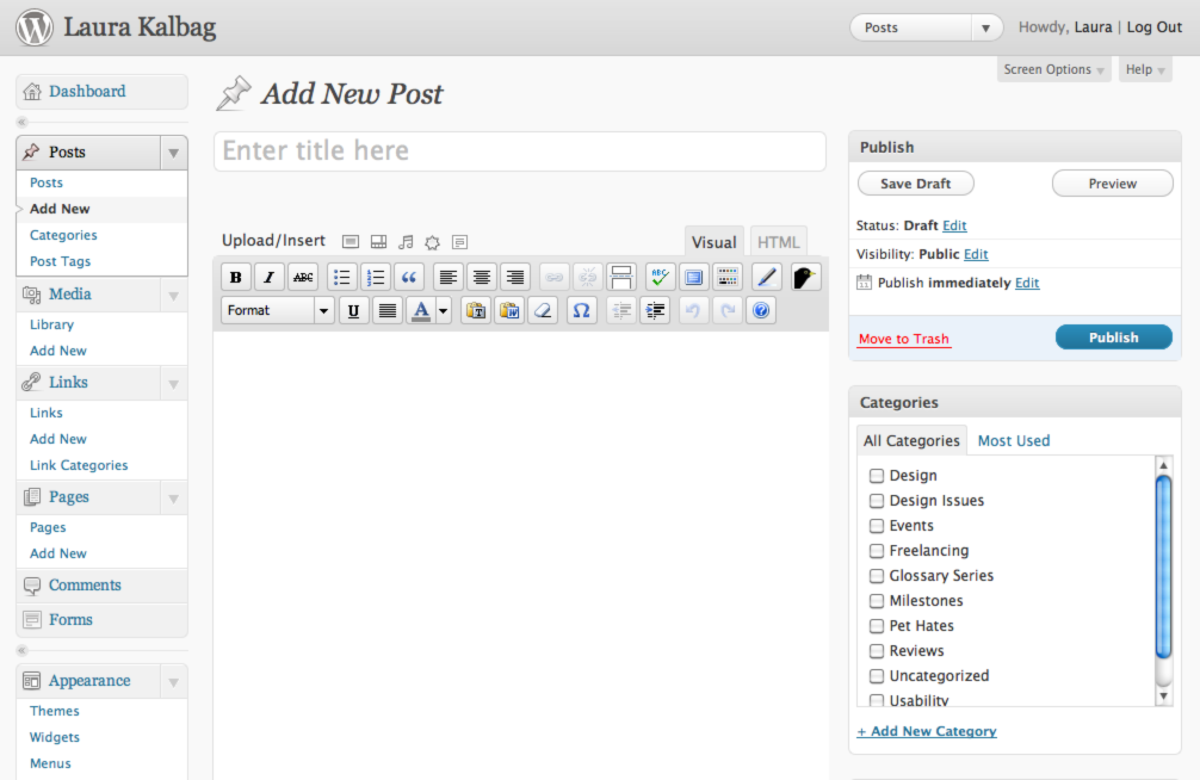 Laura Kalbag
Posts
Howdy, Laura | Log Out
Screen Options
Help
Dashboard
Posts
Posts
Add New
Categories
Post Tags
Media
Library
Add New
Links
Links
Add New
Link Categories
Pages
Pages
Add New
Comments
Forms
Appearance
Themes
Widgets
Menus
Add New Post
Enter title here
Upload/Insert
Visual
HTML
B I ABC
ABC
Format
U
A
T
W
Ω
?
Publish
Save Draft
Preview
Status: Draft Edit
Visibility: Public Edit
Publish immediately Edit
Move to Trash
Publish
Categories
All Categories
Most Used
Design
Design Issues
Events
Freelancing
Glossary Series
Milestones
Pet Hates
Reviews
Uncategorized
Usability
+ Add New Category